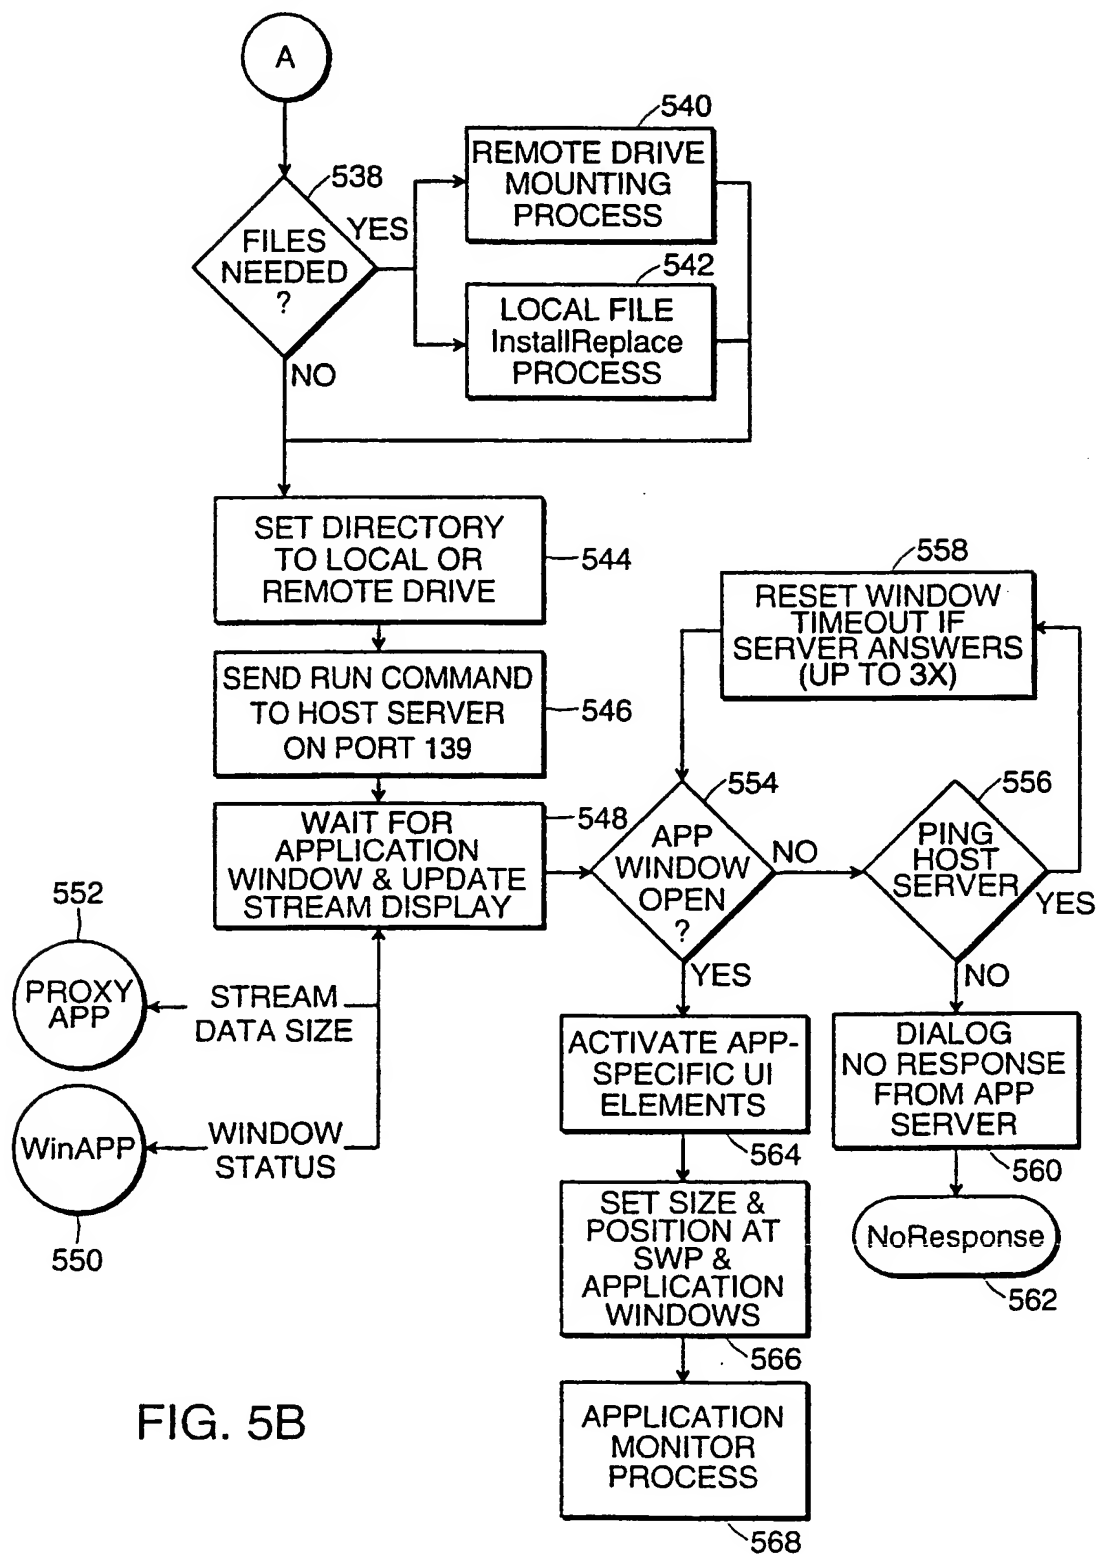 A
538
FILES
NEEDED
?
YES
NO
540
REMOTE DRIVE
MOUNTING
PROCESS
542
LOCAL FILE
InstallReplace
PROCESS
SET DIRECTORY
TO LOCAL OR
REMOTE DRIVE
544
SEND RUN COMMAND
TO HOST SERVER
ON PORT 139
546
WAIT FOR
APPLICATION
WINDOW & UPDATE
STREAM DISPLAY
548
552
PROXY
APP
STREAM
DATA SIZE
WinAPP
WINDOW
STATUS
550
558
RESET WINDOW
TIMEOUT IF
SERVER ANSWERS
(UP TO 3X)
554
APP
WINDOW
OPEN
?
NO
YES
556
PING
HOST
SERVER
YES
NO
ACTIVATE APP-
SPECIFIC UI
ELEMENTS
564
DIALOG
NO RESPONSE
FROM APP
SERVER
560
NoResponse
562
SET SIZE &
POSITION AT
SWP &
APPLICATION
WINDOWS
566
APPLICATION
MONITOR
PROCESS
568
FIG. 5B